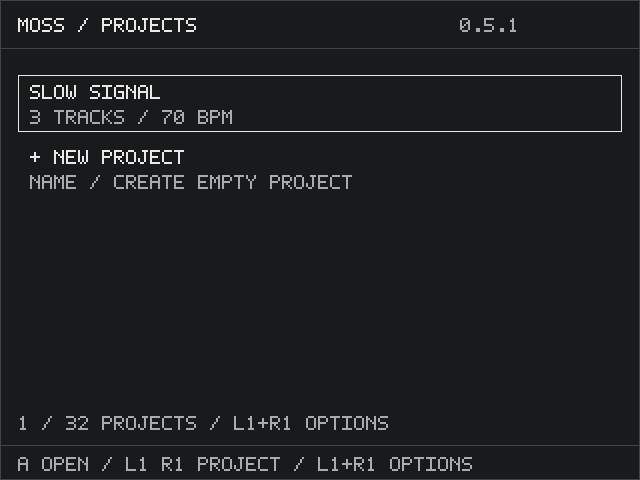 MOSS / PROJECTS 0.5.1
SLOW SIGNAL
3 TRACKS / 70 BPM
+ NEW PROJECT
NAME / CREATE EMPTY PROJECT
1 / 32 PROJECTS / L1+R1 OPTIONS
A OPEN / L1 R1 PROJECT / L1+R1 OPTIONS